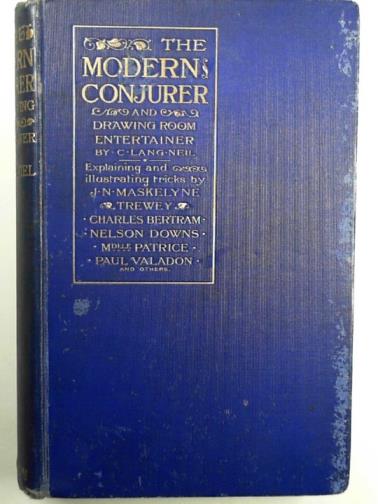 THE
MODERN
CONJURER
AND
DRAWING ROOM
ENTERTAINER
BY C. LANG-NEIL
Explaining and
illustrating tricks by
J.N. MASKELYNE
TREWEY
CHARLES BERTRAM
NELSON DOWNS
MDLLE PATRICE
PAUL VALADON
AND OTHERS.